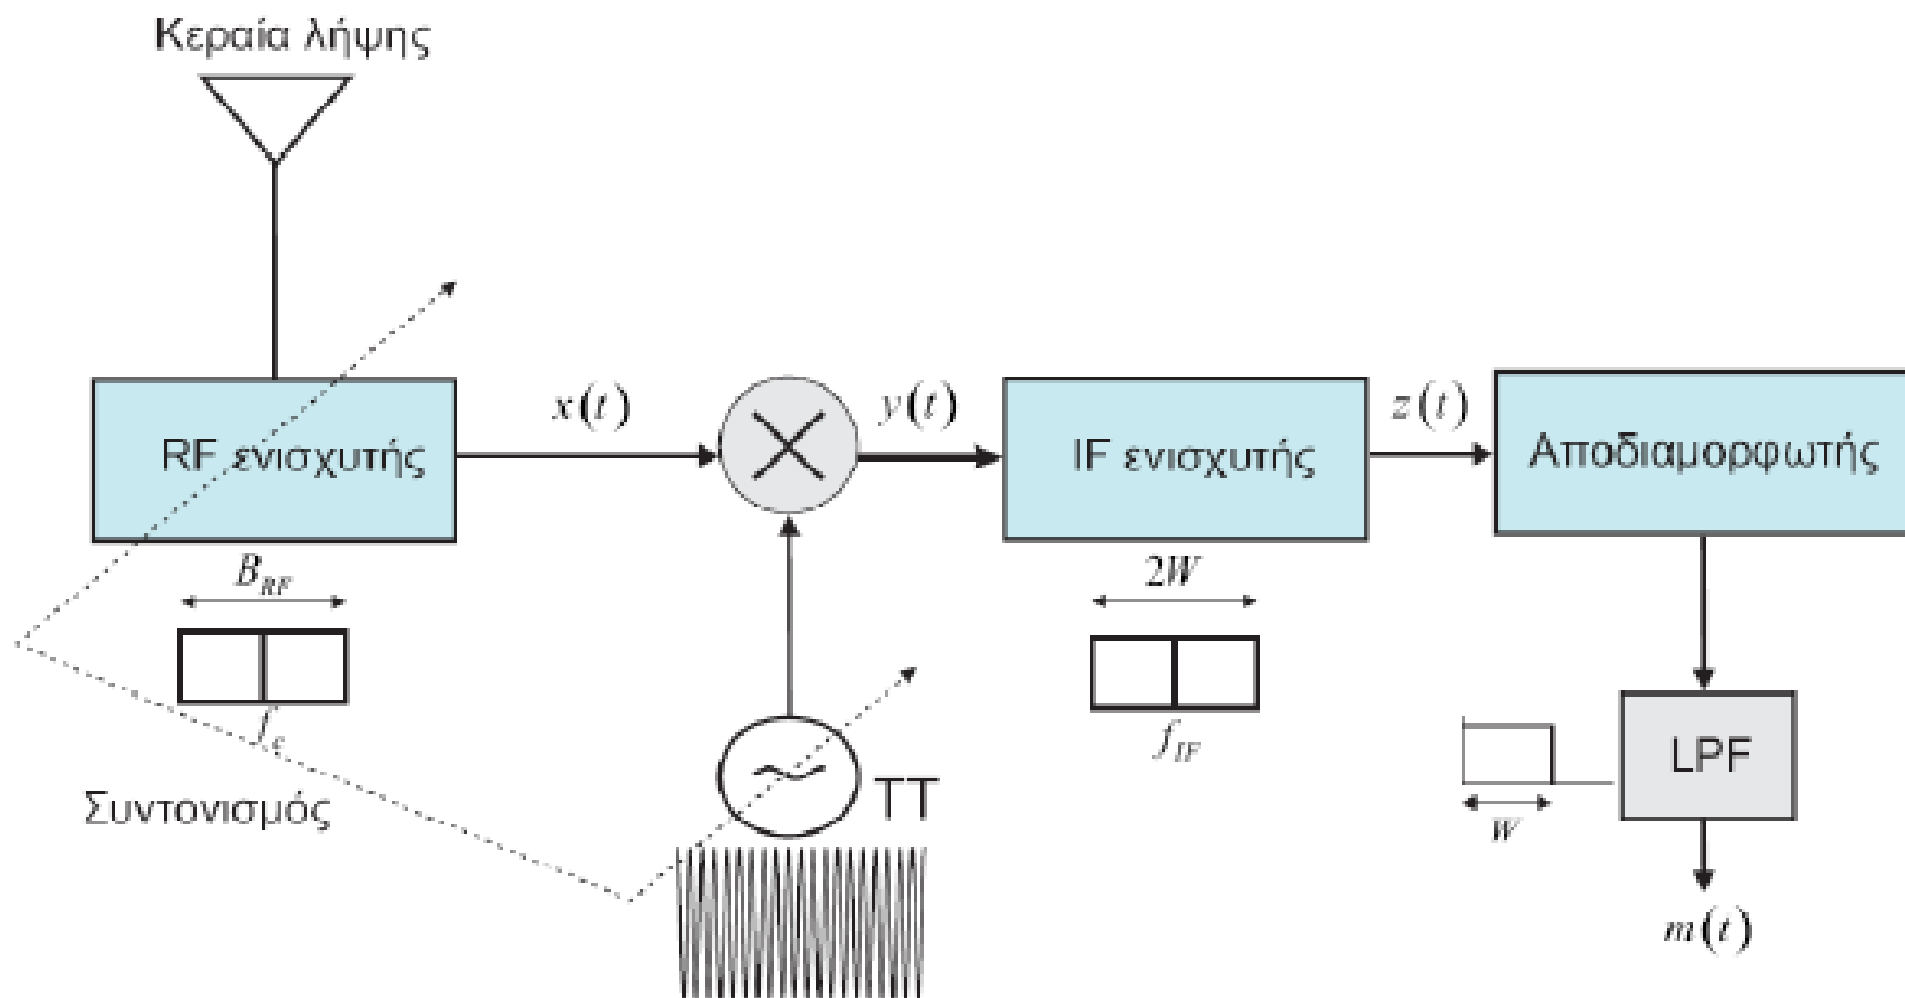 Κεραία λήψης
RF ενισχυτής
x(t)
y(t)
IF ενισχυτής
z(t)
Αποδιαμορφωτής
B_RF
2W
f_c
f_IF
Συντονισμός
TT
LPF
W
m(t)